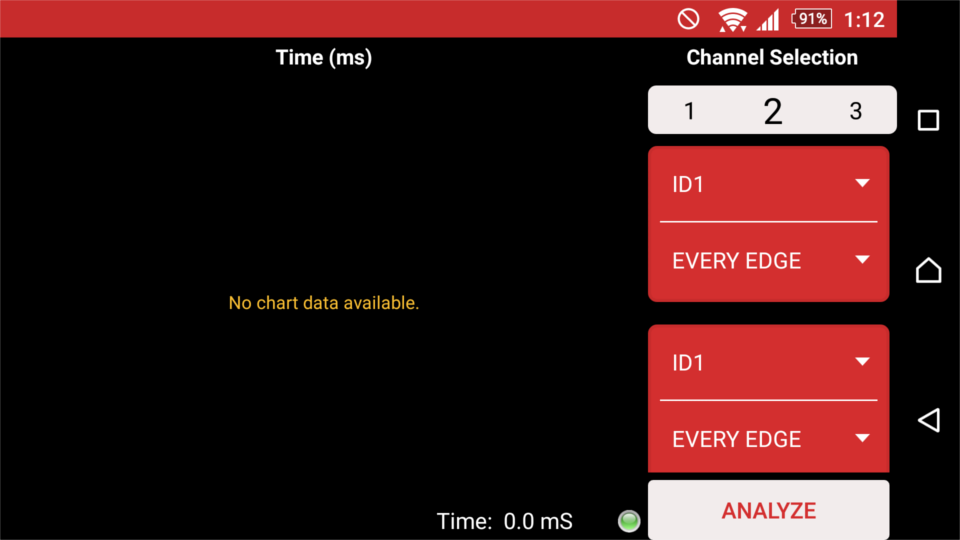 91% 1:12
Time (ms)
Channel Selection
1 2 3
ID1
EVERY EDGE
No chart data available.
ID1
EVERY EDGE
Time: 0.0 mS
ANALYZE